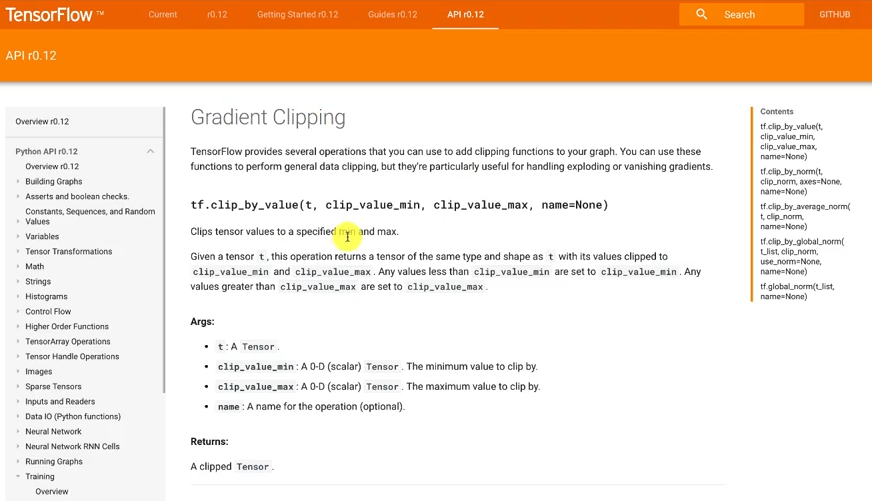 TensorFlow ™
Current
r0.12
Getting Started r0.12
Guides r0.12
API r0.12
Search
GITHUB
API r0.12
Overview r0.12
Python API r0.12
Overview r0.12
Building Graphs
Asserts and boolean checks.
Constants, Sequences, and Random
Values
Variables
Tensor Transformations
Math
Strings
Histograms
Control Flow
Higher Order Functions
TensorArray Operations
Tensor Handle Operations
Images
Sparse Tensors
Inputs and Readers
Data IO (Python functions)
Neural Network
Neural Network RNN Cells
Running Graphs
Training
Overview
Gradient Clipping
TensorFlow provides several operations that you can use to add clipping functions to your graph. You can use these
functions to perform general data clipping, but they're particularly useful for handling exploding or vanishing gradients.
tf.clip_by_value(t, clip_value_min, clip_value_max, name=None)
Clips tensor values to a specified min and max.
Given a tensor t, this operation returns a tensor of the same type and shape as t with its values clipped to
clip_value_min and clip_value_max. Any values less than clip_value_min are set to clip_value_min. Any
values greater than clip_value_max are set to clip_value_max.
Args:
• t: A Tensor.
• clip_value_min: A 0-D (scalar) Tensor. The minimum value to clip by.
• clip_value_max: A 0-D (scalar) Tensor. The maximum value to clip by.
• name: A name for the operation (optional).
Returns:
A clipped Tensor.
Contents
tf.clip_by_value(t,
clip_value_min,
clip_value_max,
name=None)
tf.clip_by_norm(t,
clip_norm, axes=None,
name=None)
tf.clip_by_average_norm(
t, clip_norm,
name=None)
tf.clip_by_global_norm(
t_list, clip_norm,
use_norm=None,
name=None)
tf.global_norm(t_list,
name=None)